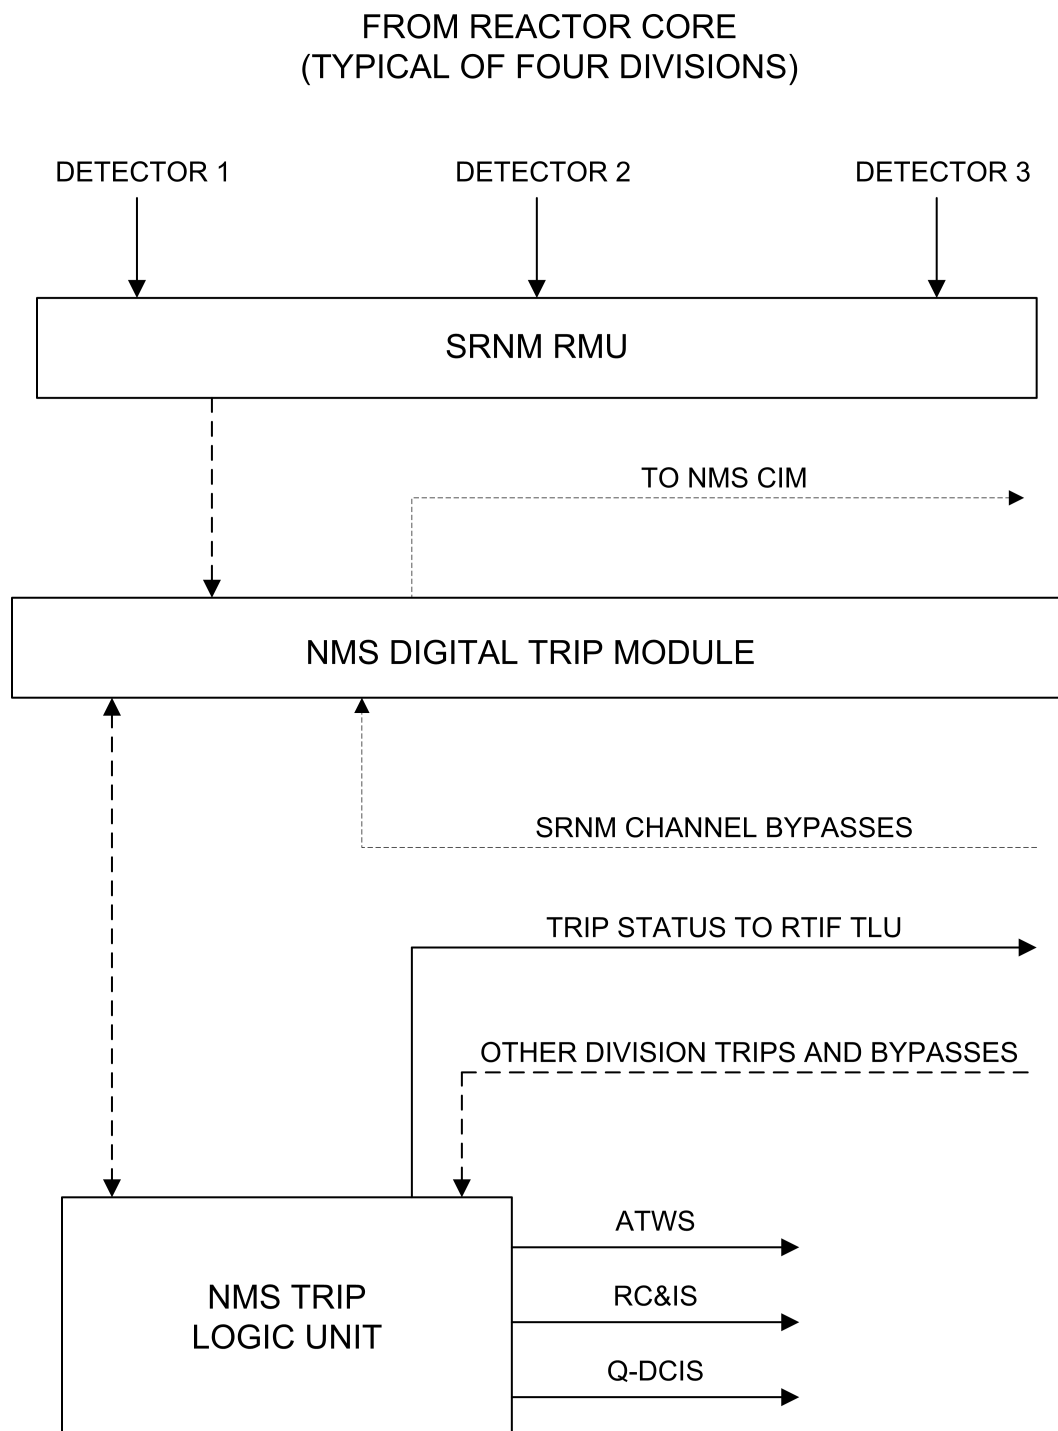 FROM REACTOR CORE
(TYPICAL OF FOUR DIVISIONS)
DETECTOR 1
DETECTOR 2
DETECTOR 3
SRNM RMU
TO NMS CIM
NMS DIGITAL TRIP MODULE
SRNM CHANNEL BYPASSES
TRIP STATUS TO RTIF TLU
OTHER DIVISION TRIPS AND BYPASSES
ATWS
RC&IS
NMS TRIP
LOGIC UNIT
Q-DCIS